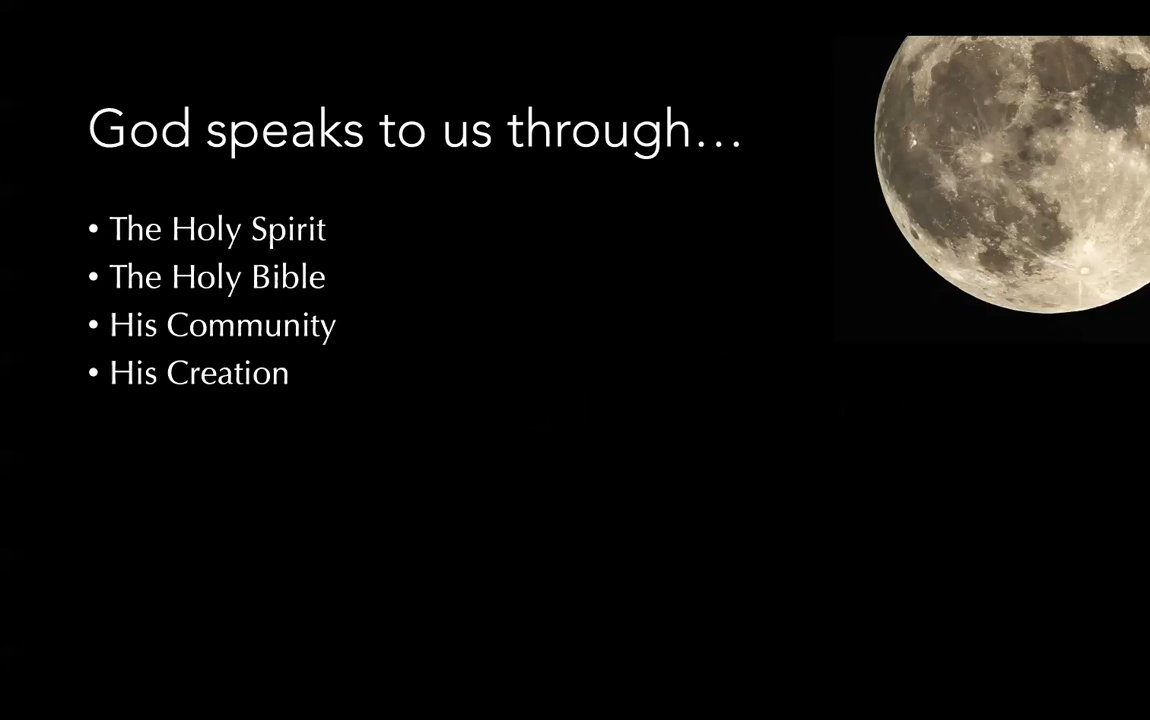 God speaks to us through…
• The Holy Spirit
• The Holy Bible
• His Community
• His Creation